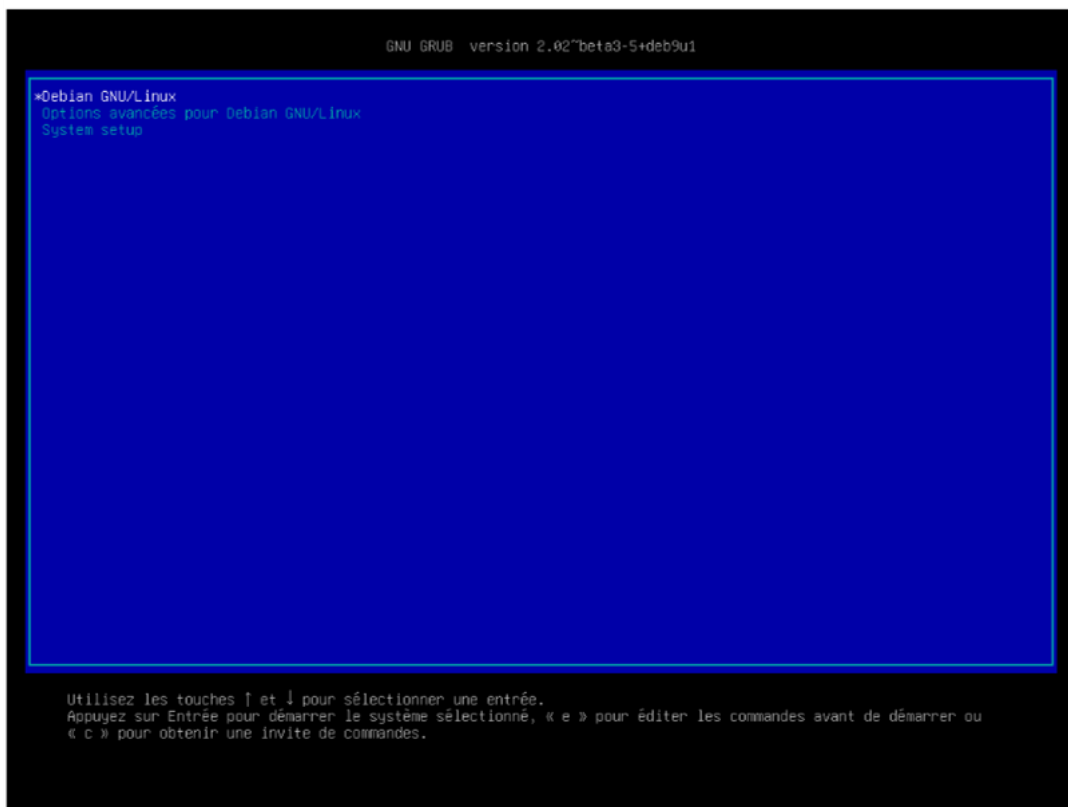 GNU GRUB  version 2.02~beta3-5+deb9u1
*Debian GNU/Linux
Options avancées pour Debian GNU/Linux
System setup
Utilisez les touches ↑ et ↓ pour sélectionner une entrée.
Appuyez sur Entrée pour démarrer le système sélectionné, « e » pour éditer les commandes avant de démarrer ou
« c » pour obtenir une invite de commandes.